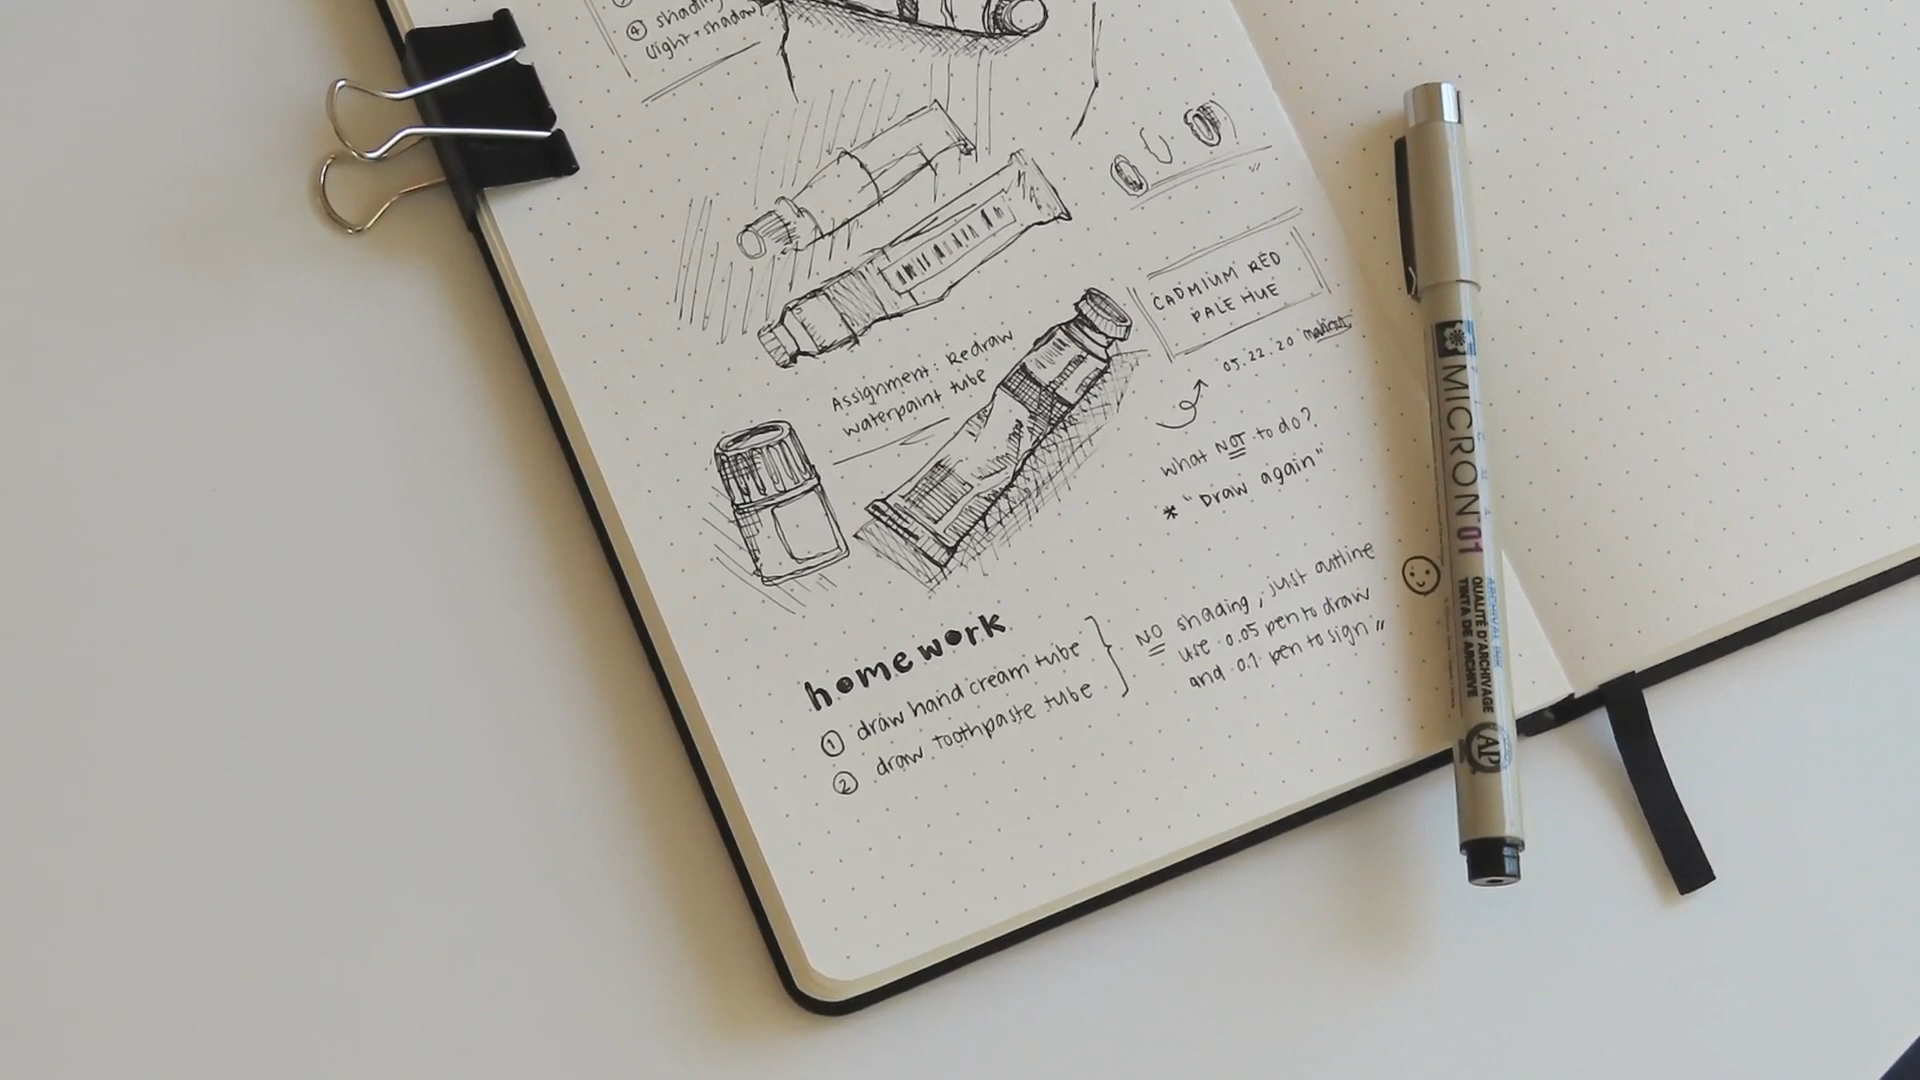 ④ shading
(light + shadow)
CADMIUM RED
PALE HUE
05.22.20
Assignment: Redraw
waterpaint tube
what NOT to do?
* "Draw again"
homework
① draw hand cream tube
② draw toothpaste tube
NO shading, just outline
use 0.05 pen to draw
and 0.1 pen to sign"
MICRON 01
ARCHIVAL INK
QUALITÉ D'ARCHIVAGE
TINTA DE ARCHIVE
AP